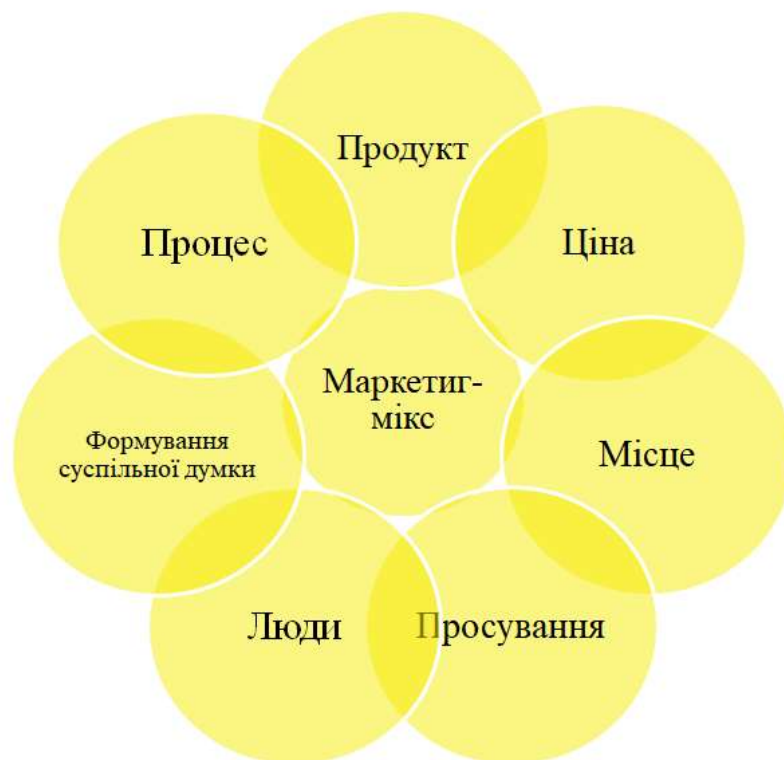 Продукт
Ціна
Місце
Просування
Люди
Формування
суспільної думки
Процес
Маркетиг-
мікс